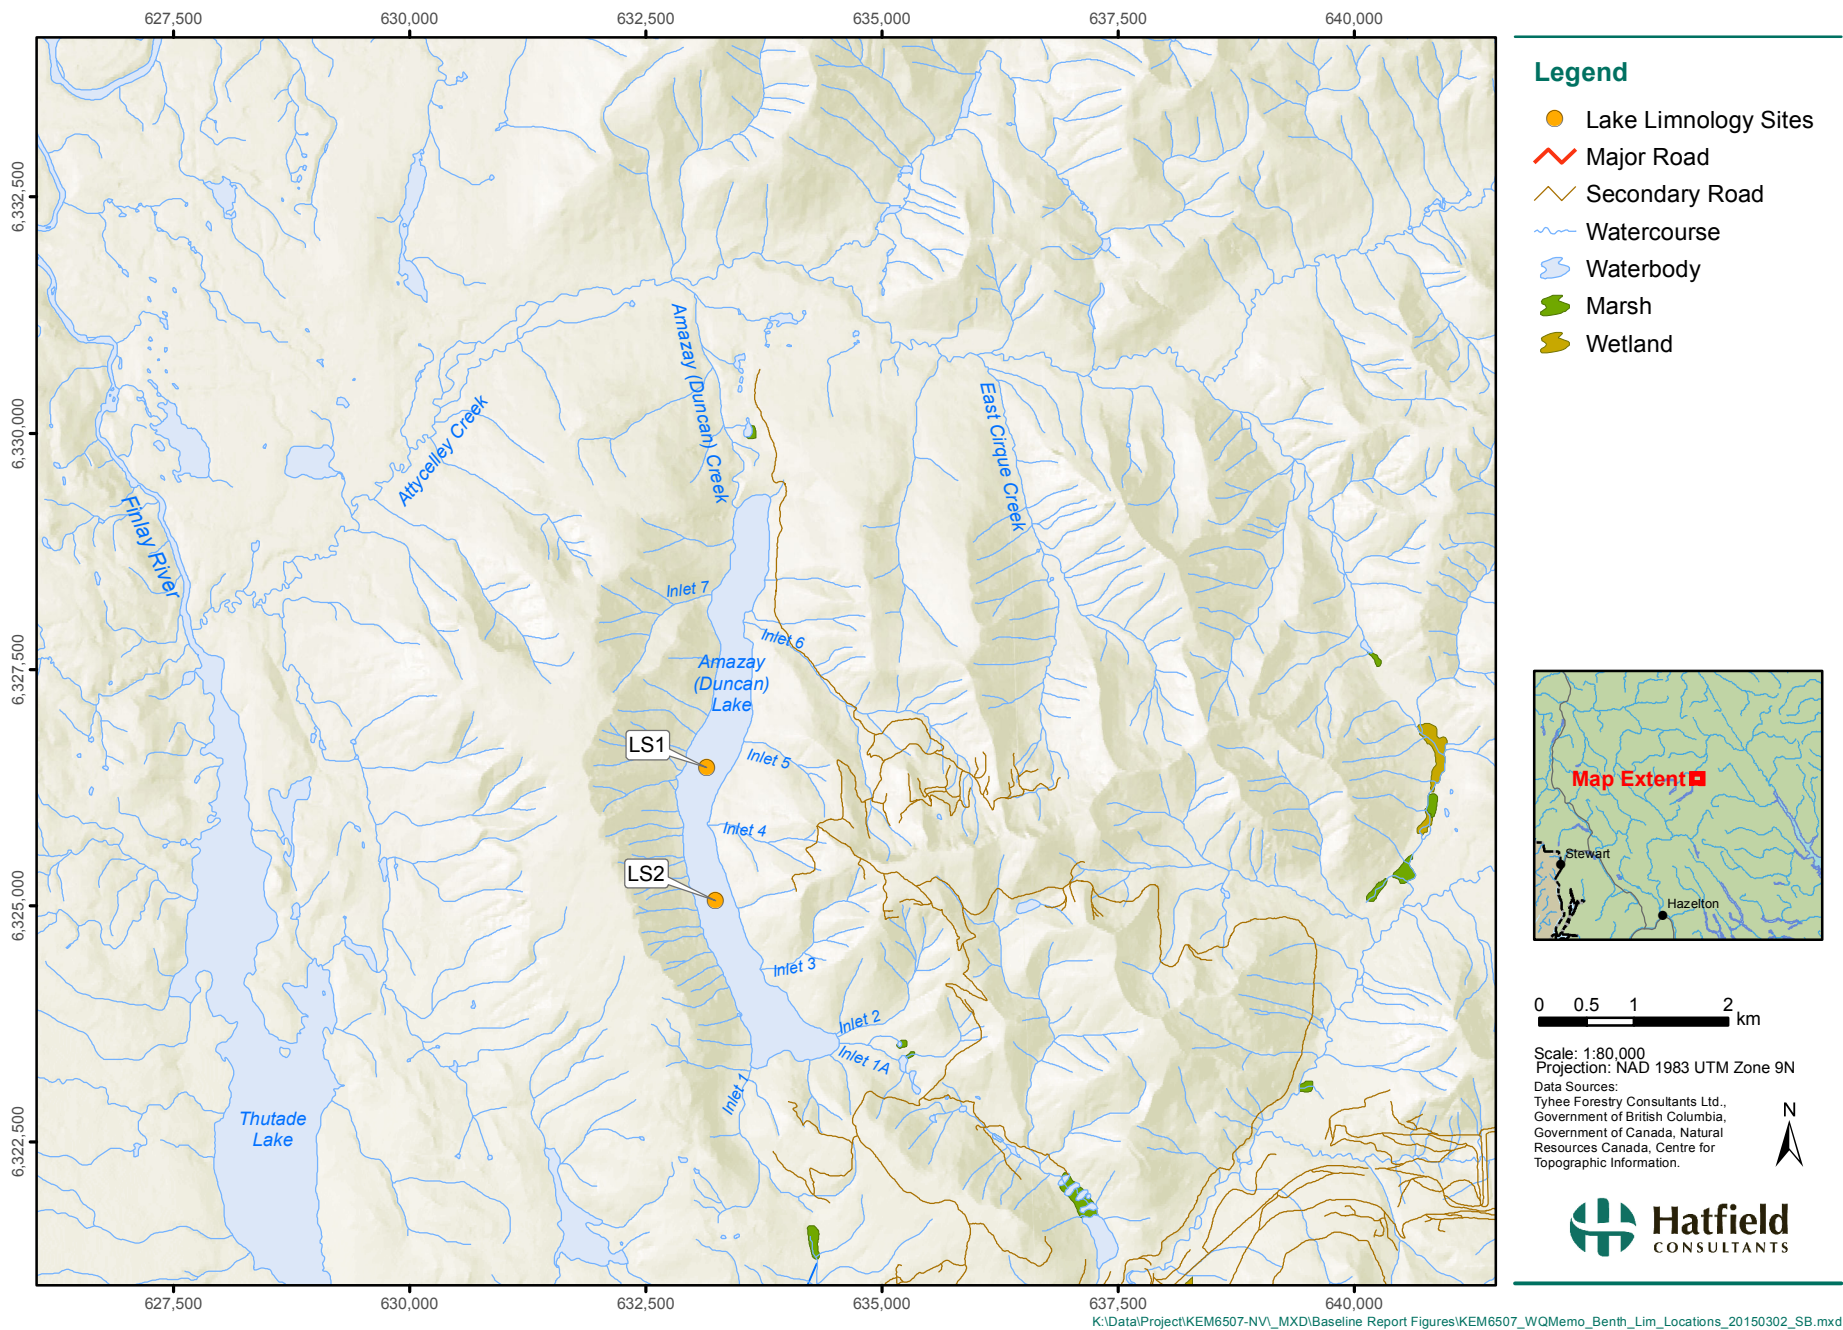 627,500
630,000
632,500
635,000
637,500
640,000
6,332,500
6,330,000
6,327,500
6,325,000
6,322,500
Amazay (Duncan) Creek
East Cirque Creek
Attycelley Creek
Finlay River
Inlet 7
Inlet 6
Amazay
(Duncan)
Lake
LS1
Inlet 5
Inlet 4
LS2
Inlet 3
Inlet 2
Inlet 1A
Inlet 1
Thutade
Lake
627,500
630,000
632,500
635,000
637,500
640,000
Legend
Lake Limnology Sites
Major Road
Secondary Road
Watercourse
Waterbody
Marsh
Wetland
Map Extent
Stewart
Hazelton
0 0.5 1 2
km
Scale: 1:80,000
Projection: NAD 1983 UTM Zone 9N
Data Sources:
Tyhee Forestry Consultants Ltd.,
Government of British Columbia,
Government of Canada, Natural
Resources Canada, Centre for
Topographic Information.
N
Hatfield
CONSULTANTS
K:\Data\Project\KEM6507-NV\_MXD\Baseline Report Figures\KEM6507_WQMemo_Benth_Lim_Locations_20150302_SB.mxd